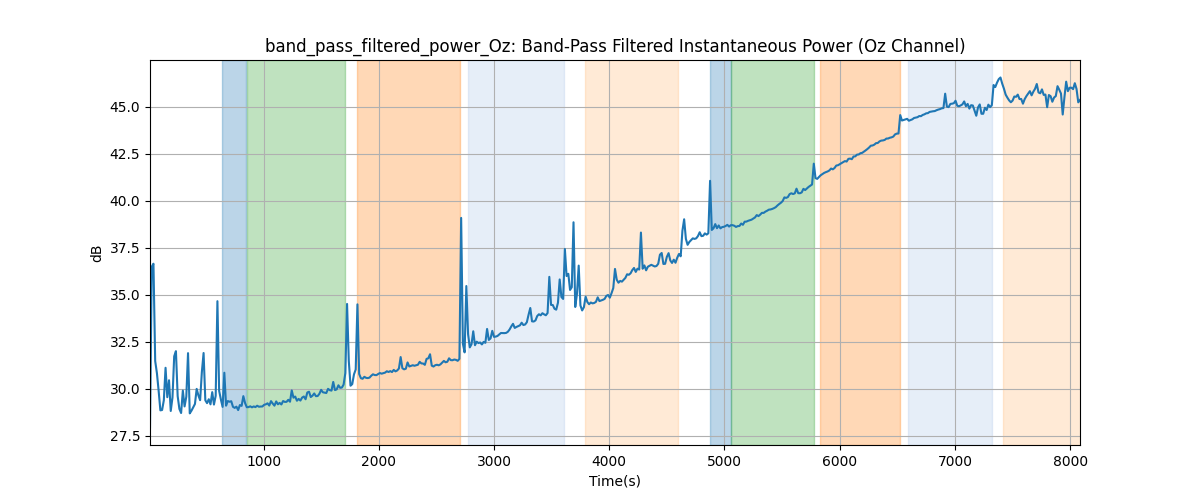 band_pass_filtered_power_Oz: Band-Pass Filtered Instantaneous Power (Oz Channel)
45.0
42.5
40.0
37.5
35.0
32.5
30.0
27.5
dB
1000 2000 3000 4000 5000 6000 7000 8000
Time(s)